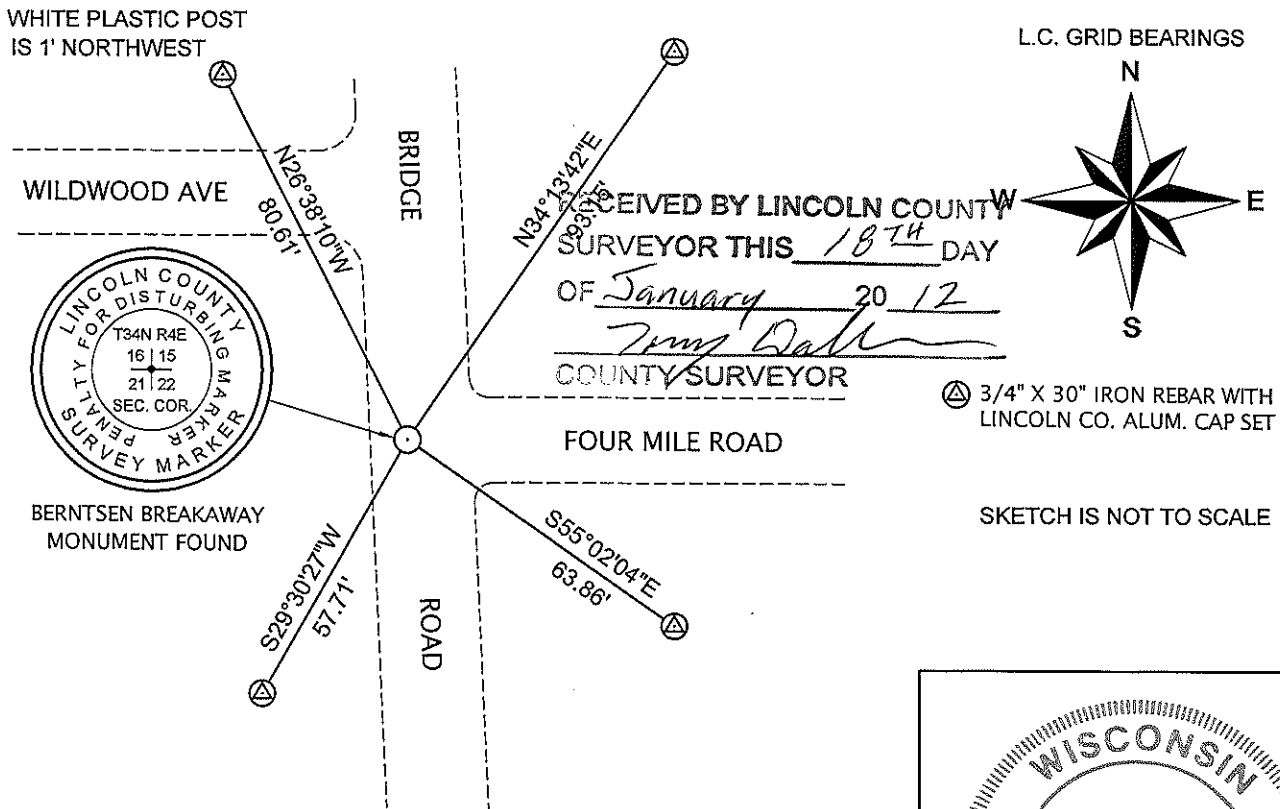 WHITE PLASTIC POST
IS 1' NORTHWEST
L.C. GRID BEARINGS
N
W
E
S
BRIDGE
WILDWOOD AVE
N26°38'10"W
80.61'
N34°13'42"E
RECEIVED BY LINCOLN COUNTY
SURVEYOR THIS 18TH DAY
OF January 20 12
COUNTY SURVEYOR
LINCOLN COUNTY
PENALTY FOR DISTURBING MARKER
T34N R4E
16 15
21 22
SEC. COR.
SURVEY MARKER
3/4" X 30" IRON REBAR WITH
LINCOLN CO. ALUM. CAP SET
FOUR MILE ROAD
BERNTSEN BREAKAWAY
MONUMENT FOUND
SKETCH IS NOT TO SCALE
S55°02'04"E
63.86'
S29°30'27"W
57.71'
ROAD
WISCONSIN